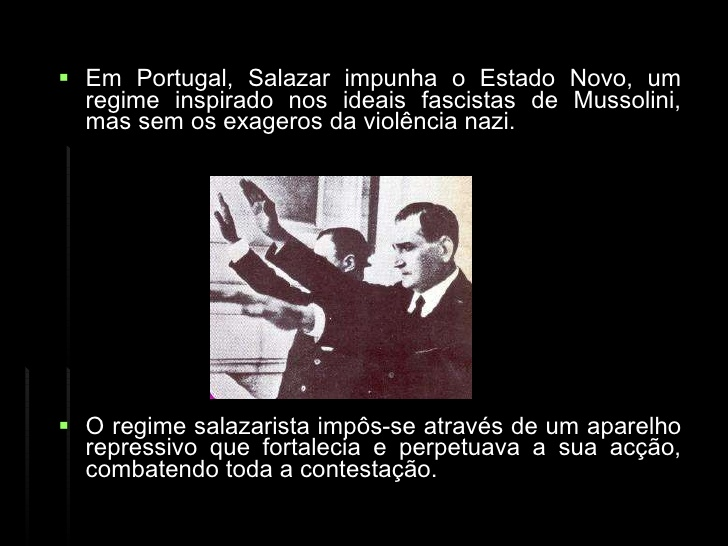 Em Portugal, Salazar impunha o Estado Novo, um
regime inspirado nos ideais fascistas de Mussolini,
mas sem os exageros da violência nazi.
O regime salazarista impôs-se através de um aparelho
repressivo que fortalecia e perpetuava a sua acção,
combatendo toda a contestação.